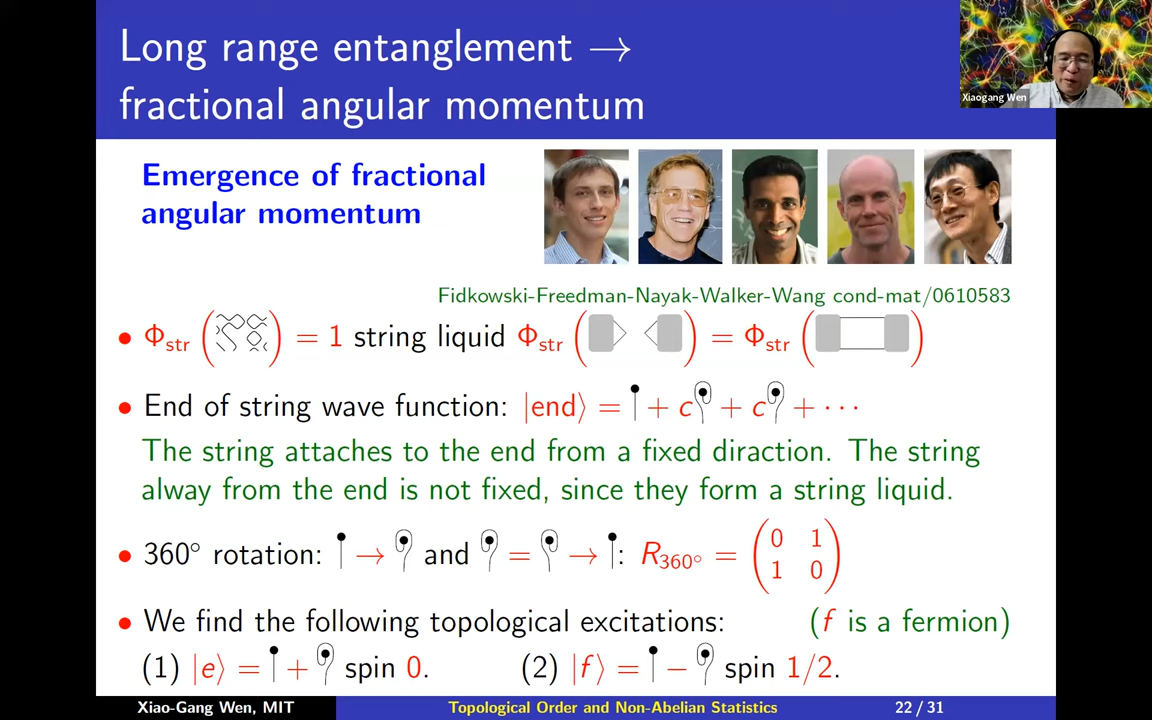 Long range entanglement →
fractional angular momentum
Xiaogang Wen
Emergence of fractional
angular momentum
Fidkowski-Freedman-Nayak-Walker-Wang cond-mat/0610583
• Φstr ( ) = 1 string liquid Φstr ( ) = Φstr ( )
• End of string wave function: |end⟩ = + c + c + ···
The string attaches to the end from a fixed diraction. The string
alway from the end is not fixed, since they form a string liquid.
• 360° rotation: → and = → : R360° = ( 0 1
1 0 )
• We find the following topological excitations: (f is a fermion)
(1) |e⟩ = + spin 0. (2) |f⟩ = − spin 1/2.
Xiao-Gang Wen, MIT Topological Order and Non-Abelian Statistics 22 / 31